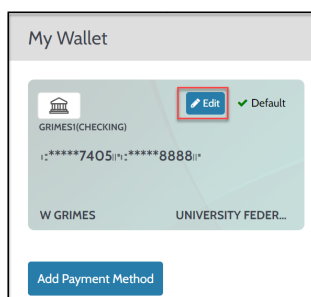 My Wallet
Edit Default
GRIMES1(CHECKING)
⑆*****7405⑈⑆*****8888⑈
W GRIMES UNIVERSITY FEDER...
Add Payment Method